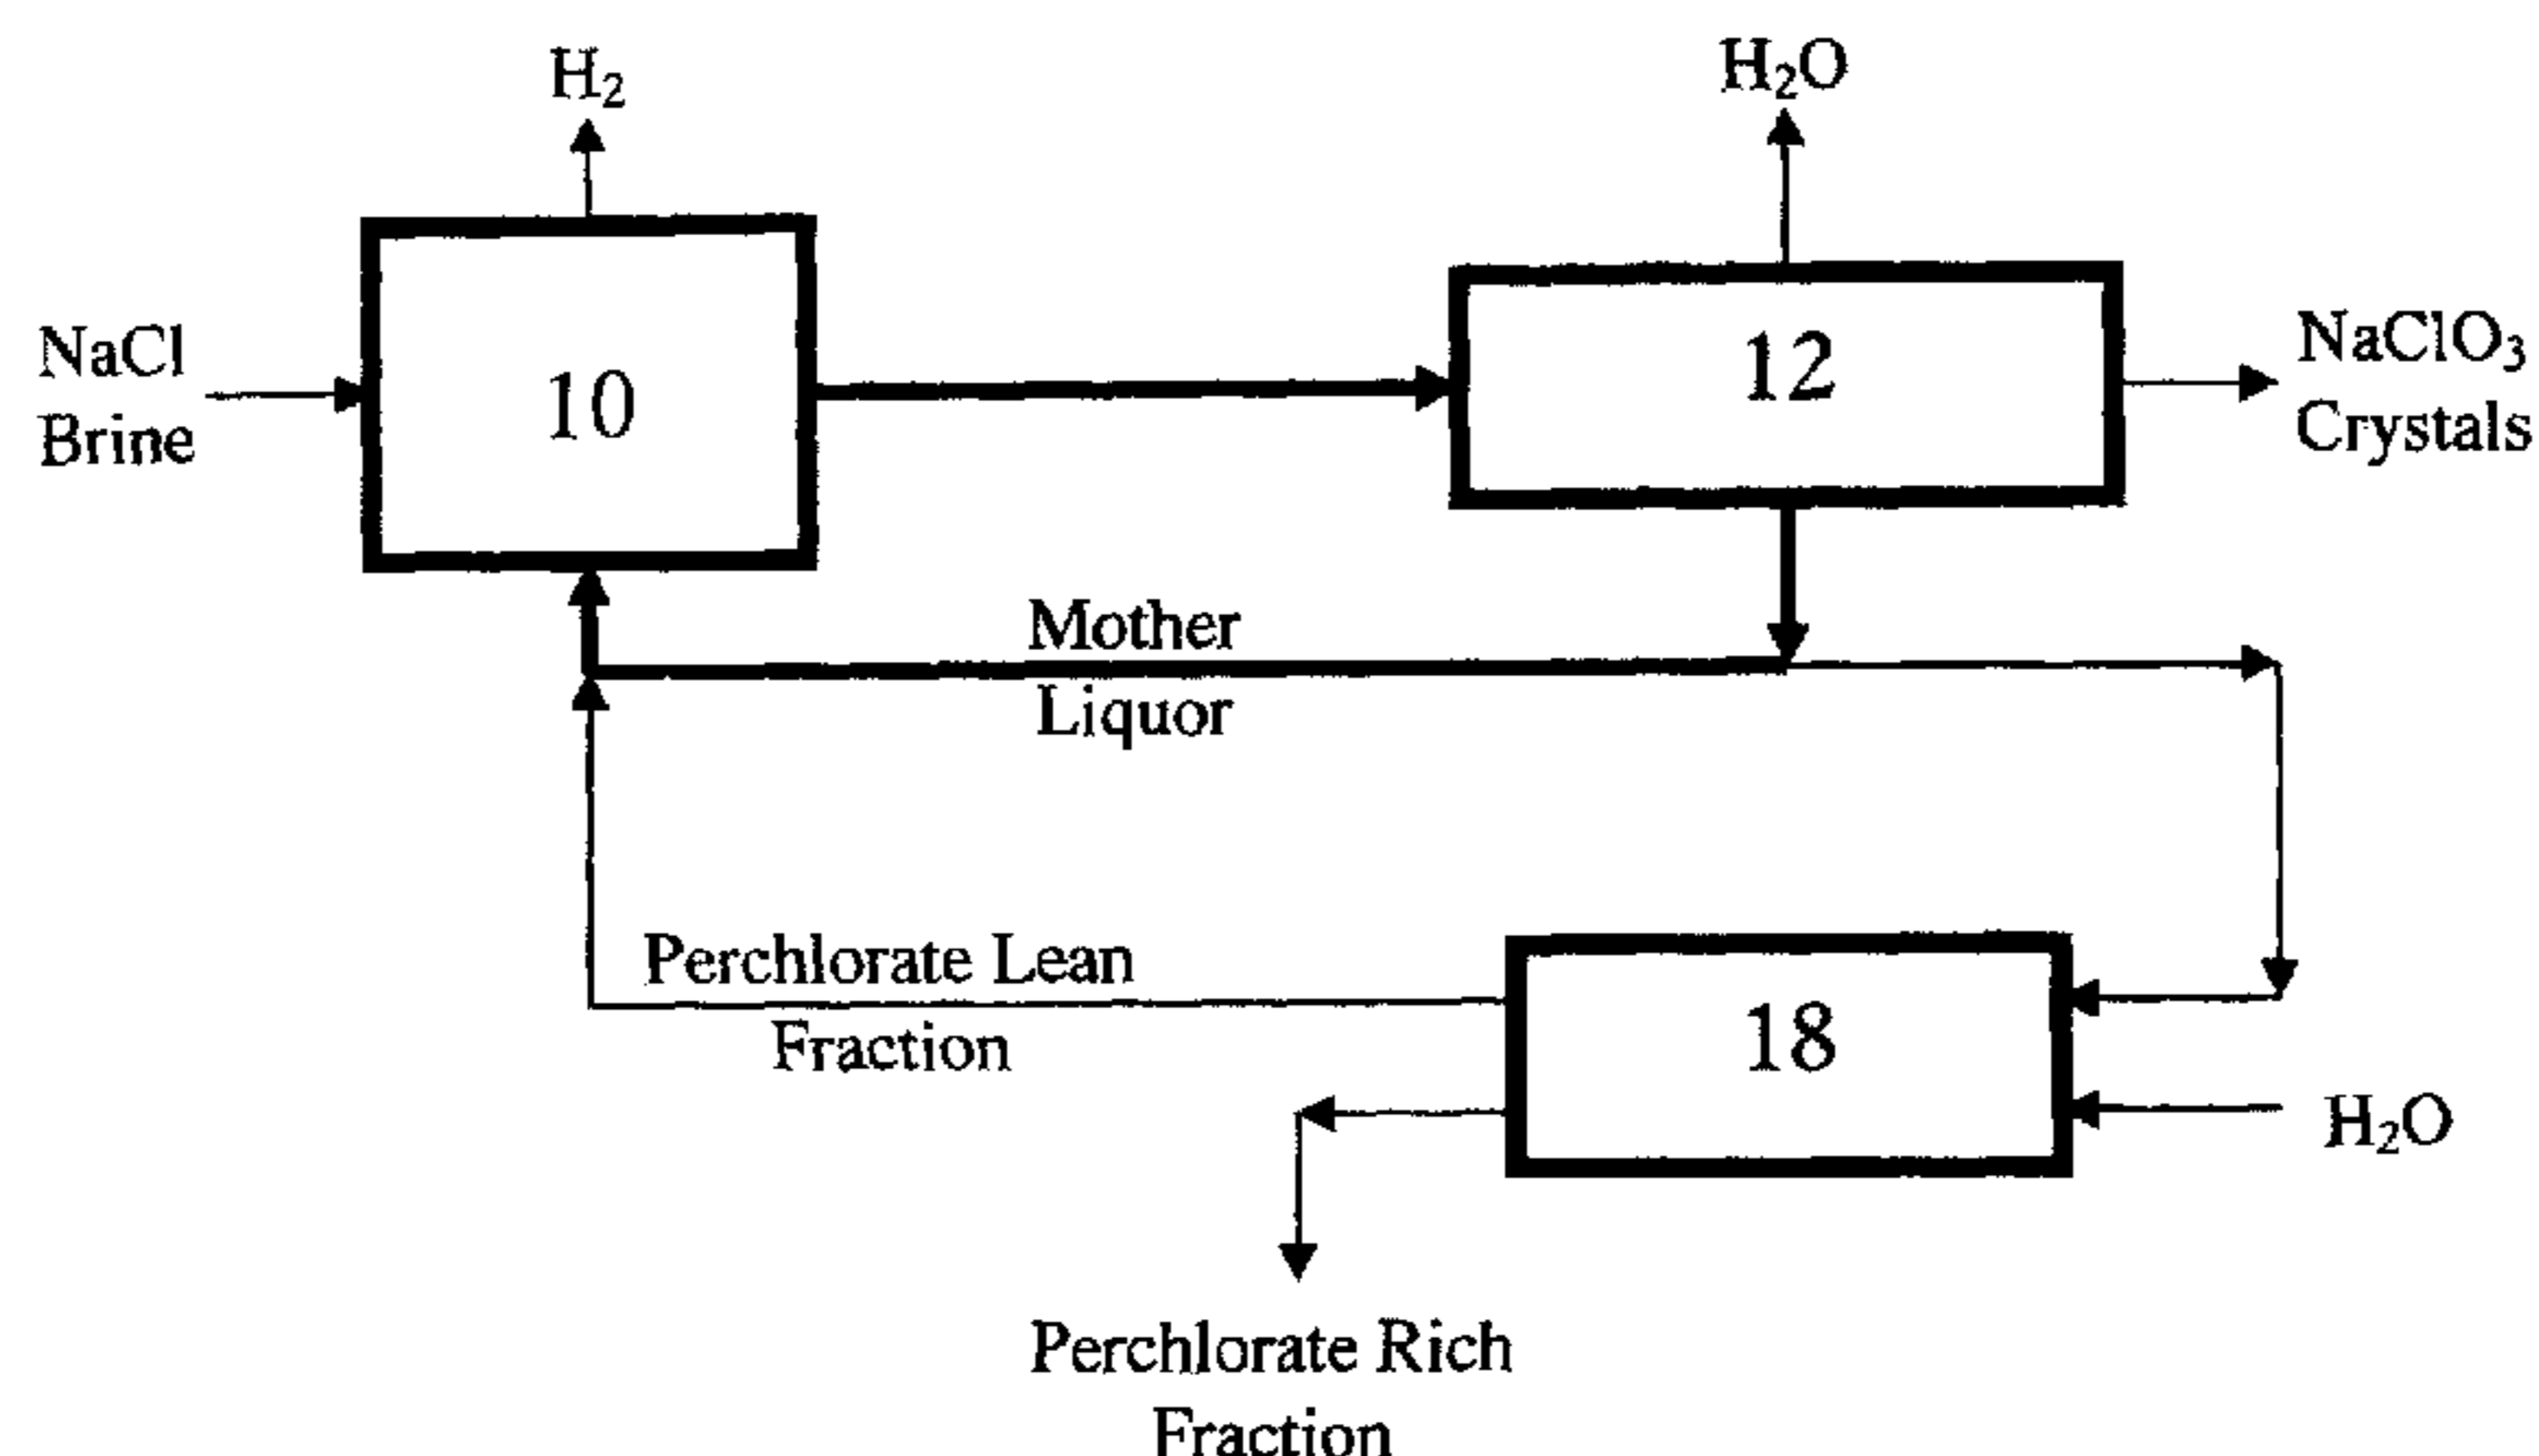 H₂
H₂O
NaCl
Brine
10
12
NaClO₃
Crystals
Mother
Liquor
Perchlorate Lean
Fraction
18
H₂O
Perchlorate Rich
Fraction